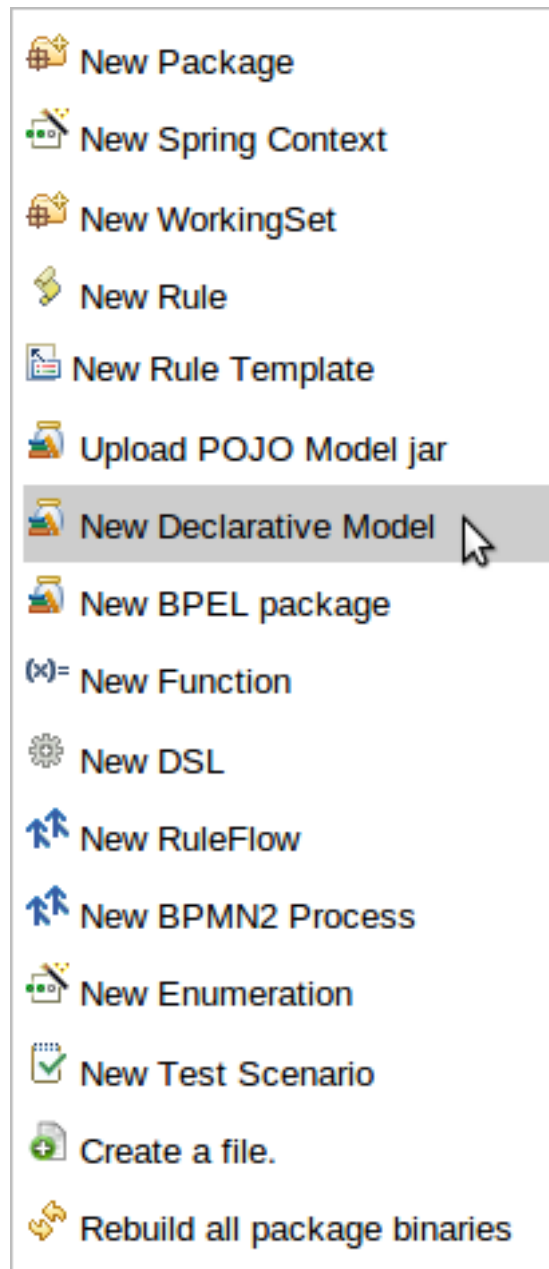 New Package
New Spring Context
New WorkingSet
New Rule
New Rule Template
Upload POJO Model jar
New Declarative Model
New BPEL package
(x)= New Function
New DSL
New RuleFlow
New BPMN2 Process
New Enumeration
New Test Scenario
Create a file.
Rebuild all package binaries